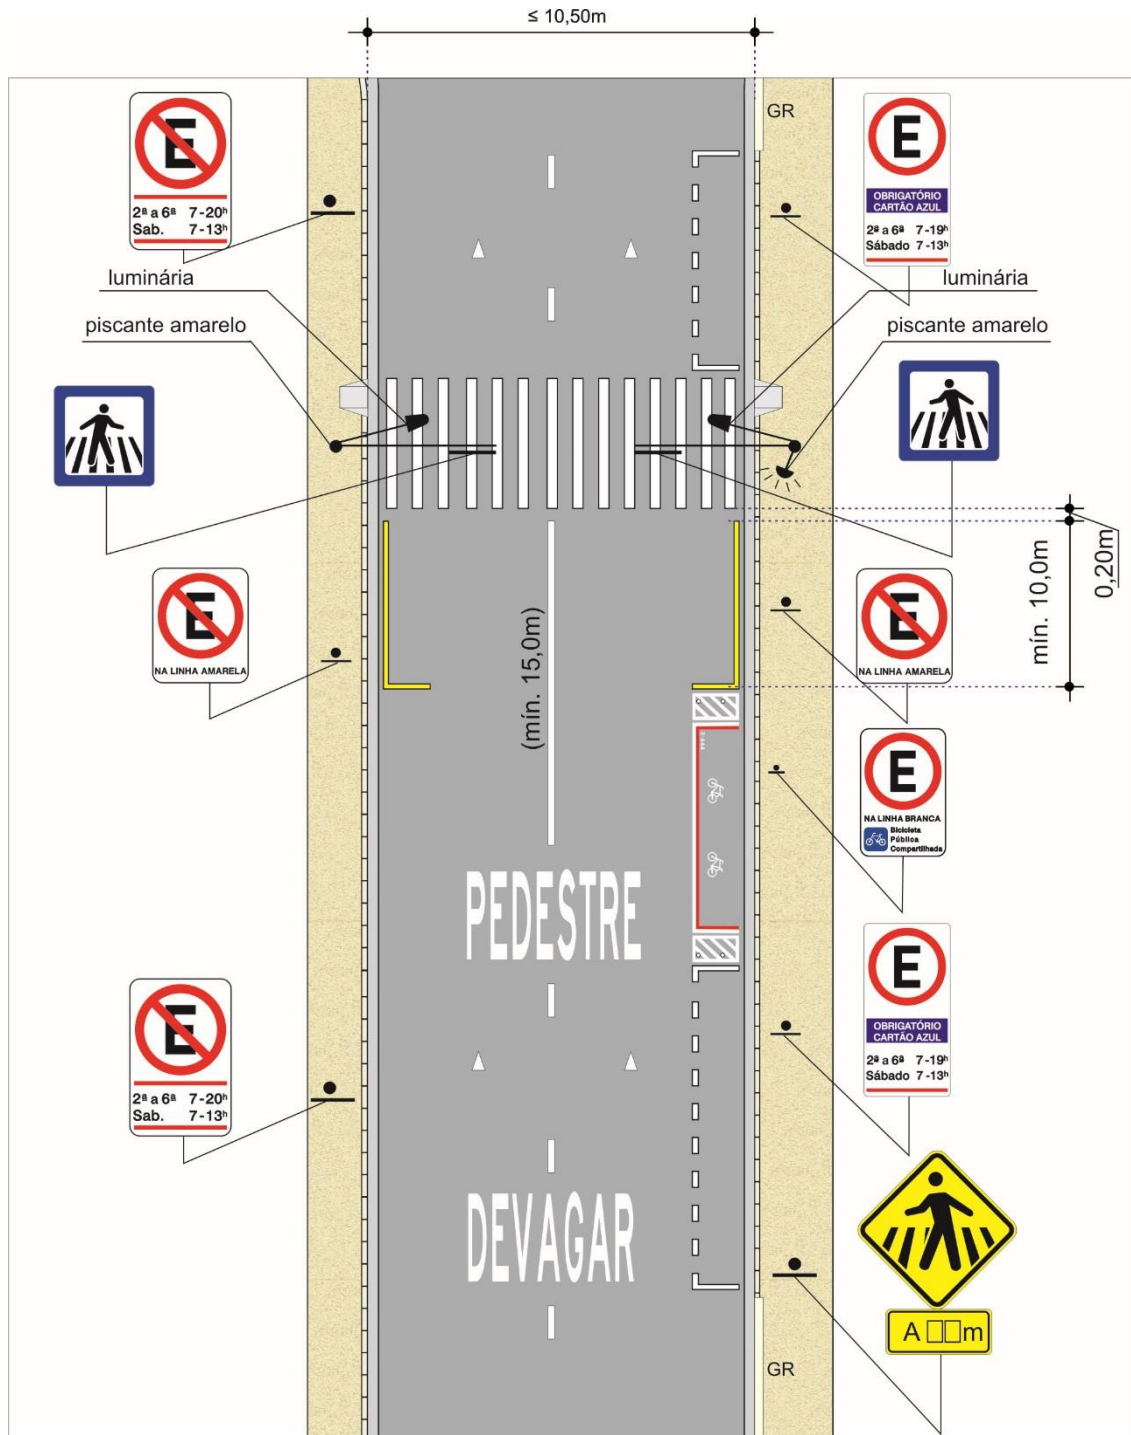 ≤ 10,50m
GR
E
2ª a 6ª 7-20h
Sab. 7-13h
E
OBRIGATÓRIO
CARTÃO AZUL
2ª a 6ª 7-19h
Sábado 7-13h
luminária
luminária
piscante amarelo
piscante amarelo
0,20m
mín. 10,0m
(mín. 15,0m)
E
NA LINHA AMARELA
E
NA LINHA AMARELA
E
NA LINHA BRANCA
Bicicleta
Pública
Compartilhada
PEDESTRE
E
OBRIGATÓRIO
CARTÃO AZUL
2ª a 6ª 7-19h
Sábado 7-13h
E
2ª a 6ª 7-20h
Sab. 7-13h
DEVAGAR
A □□m
GR